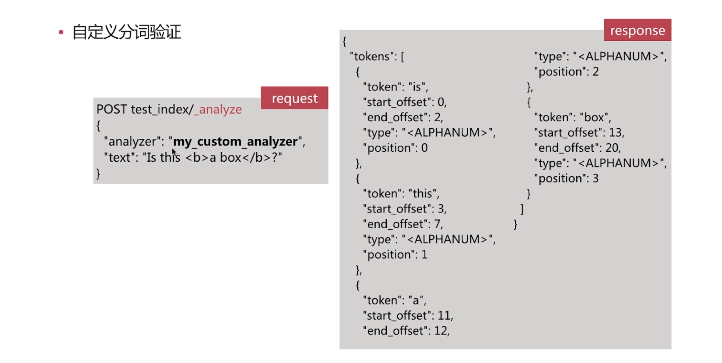 • 自定义分词验证
request
POST test_index/_analyze
{
"analyzer": "my_custom_analyzer",
"text": "Is this <b>a box</b>?"
}
response
{
"tokens": [
{
"token": "is",
"start_offset": 0,
"end_offset": 2,
"type": "<ALPHANUM>",
"position": 0
},
{
"token": "this",
"start_offset": 3,
"end_offset": 7,
"type": "<ALPHANUM>",
"position": 1
},
{
"token": "a",
"start_offset": 11,
"end_offset": 12,
"type": "<ALPHANUM>",
"position": 2
},
{
"token": "box",
"start_offset": 13,
"end_offset": 20,
"type": "<ALPHANUM>",
"position": 3
}
]
}